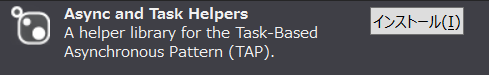 Async and Task Helpers
インストール(I)
A helper library for the Task-Based
Asynchronous Pattern (TAP).